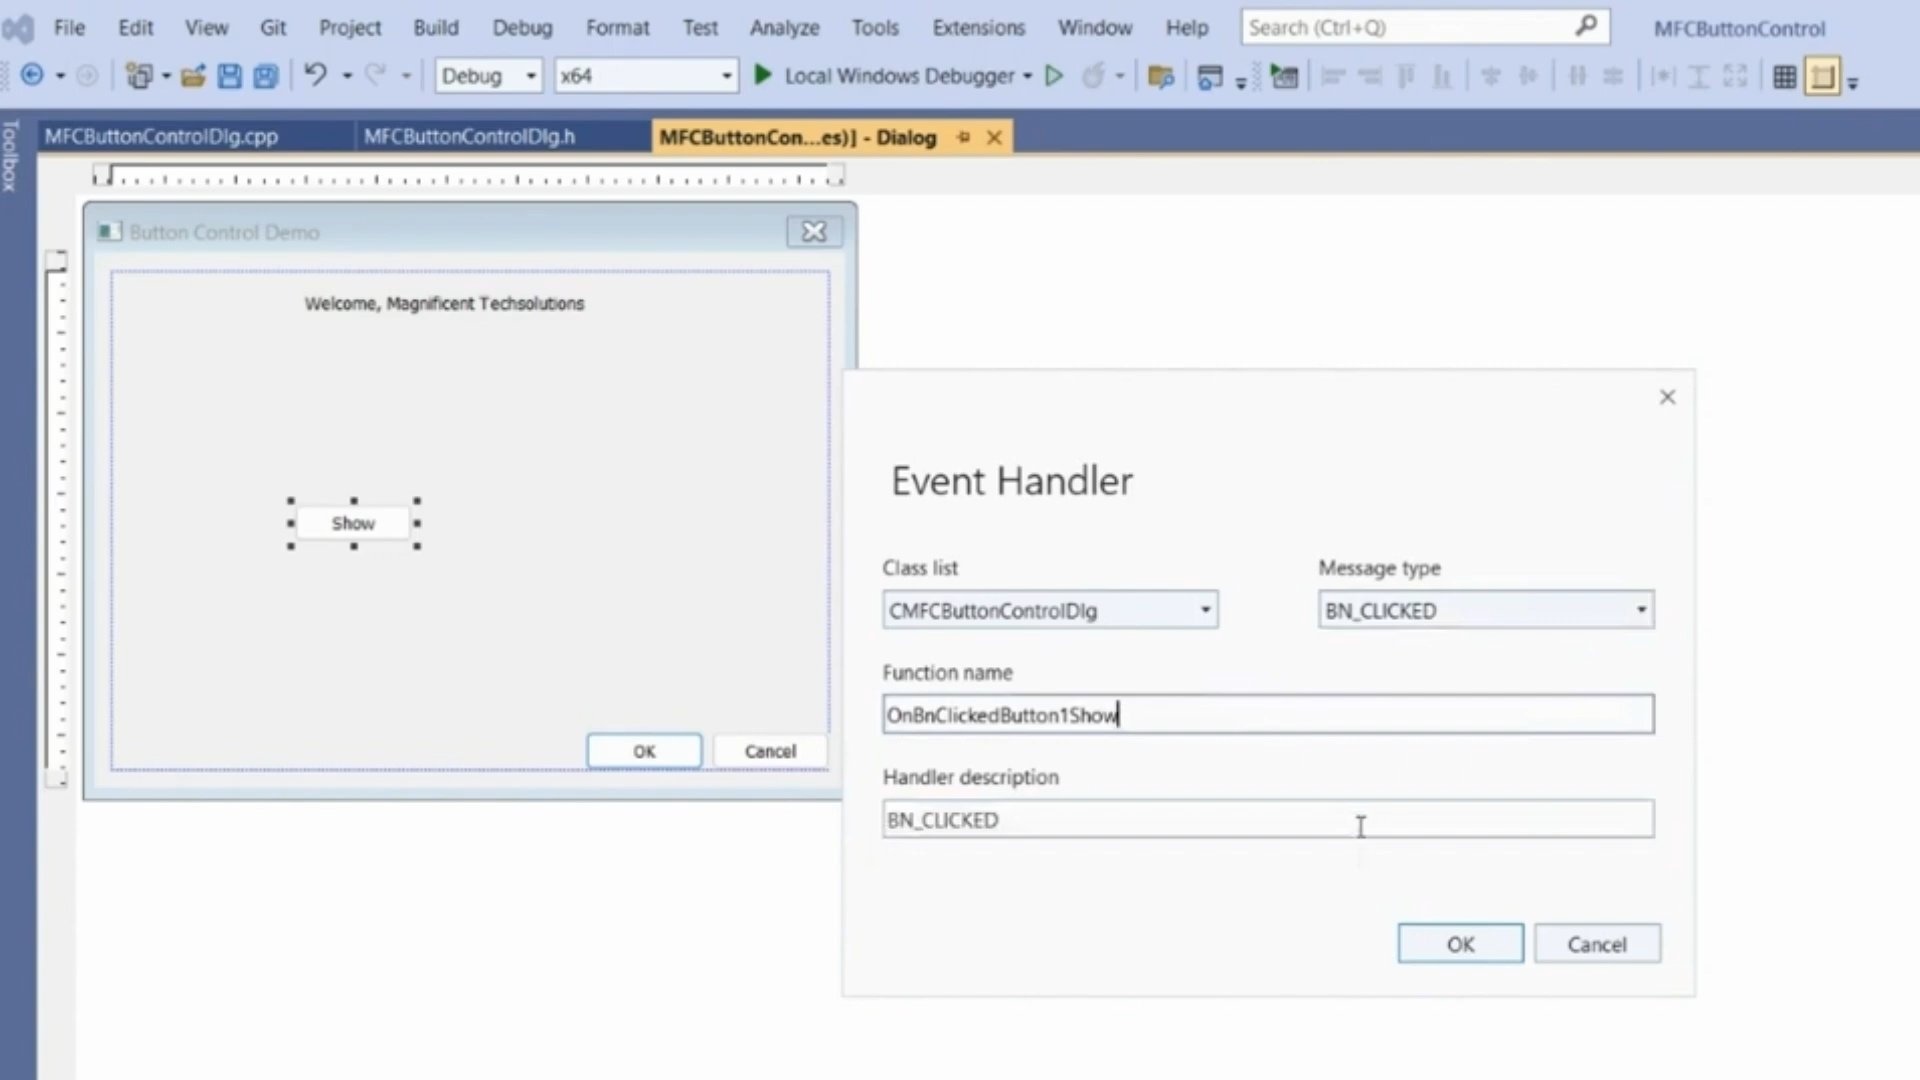 File Edit View Git Project Build Debug Format Test Analyze Tools Extensions Window Help Search (Ctrl+Q) MFCButtonControl
Debug x64 Local Windows Debugger
Toolbox
MFCButtonControlDlg.cpp MFCButtonControlDlg.h MFCButtonCon...es)] - Dialog
Button Control Demo
Welcome, Magnificent Techsolutions
Show
OK Cancel
Event Handler
Class list Message type
CMFCButtonControlDlg BN_CLICKED
Function name
OnBnClickedButton1Show
Handler description
BN_CLICKED
OK Cancel